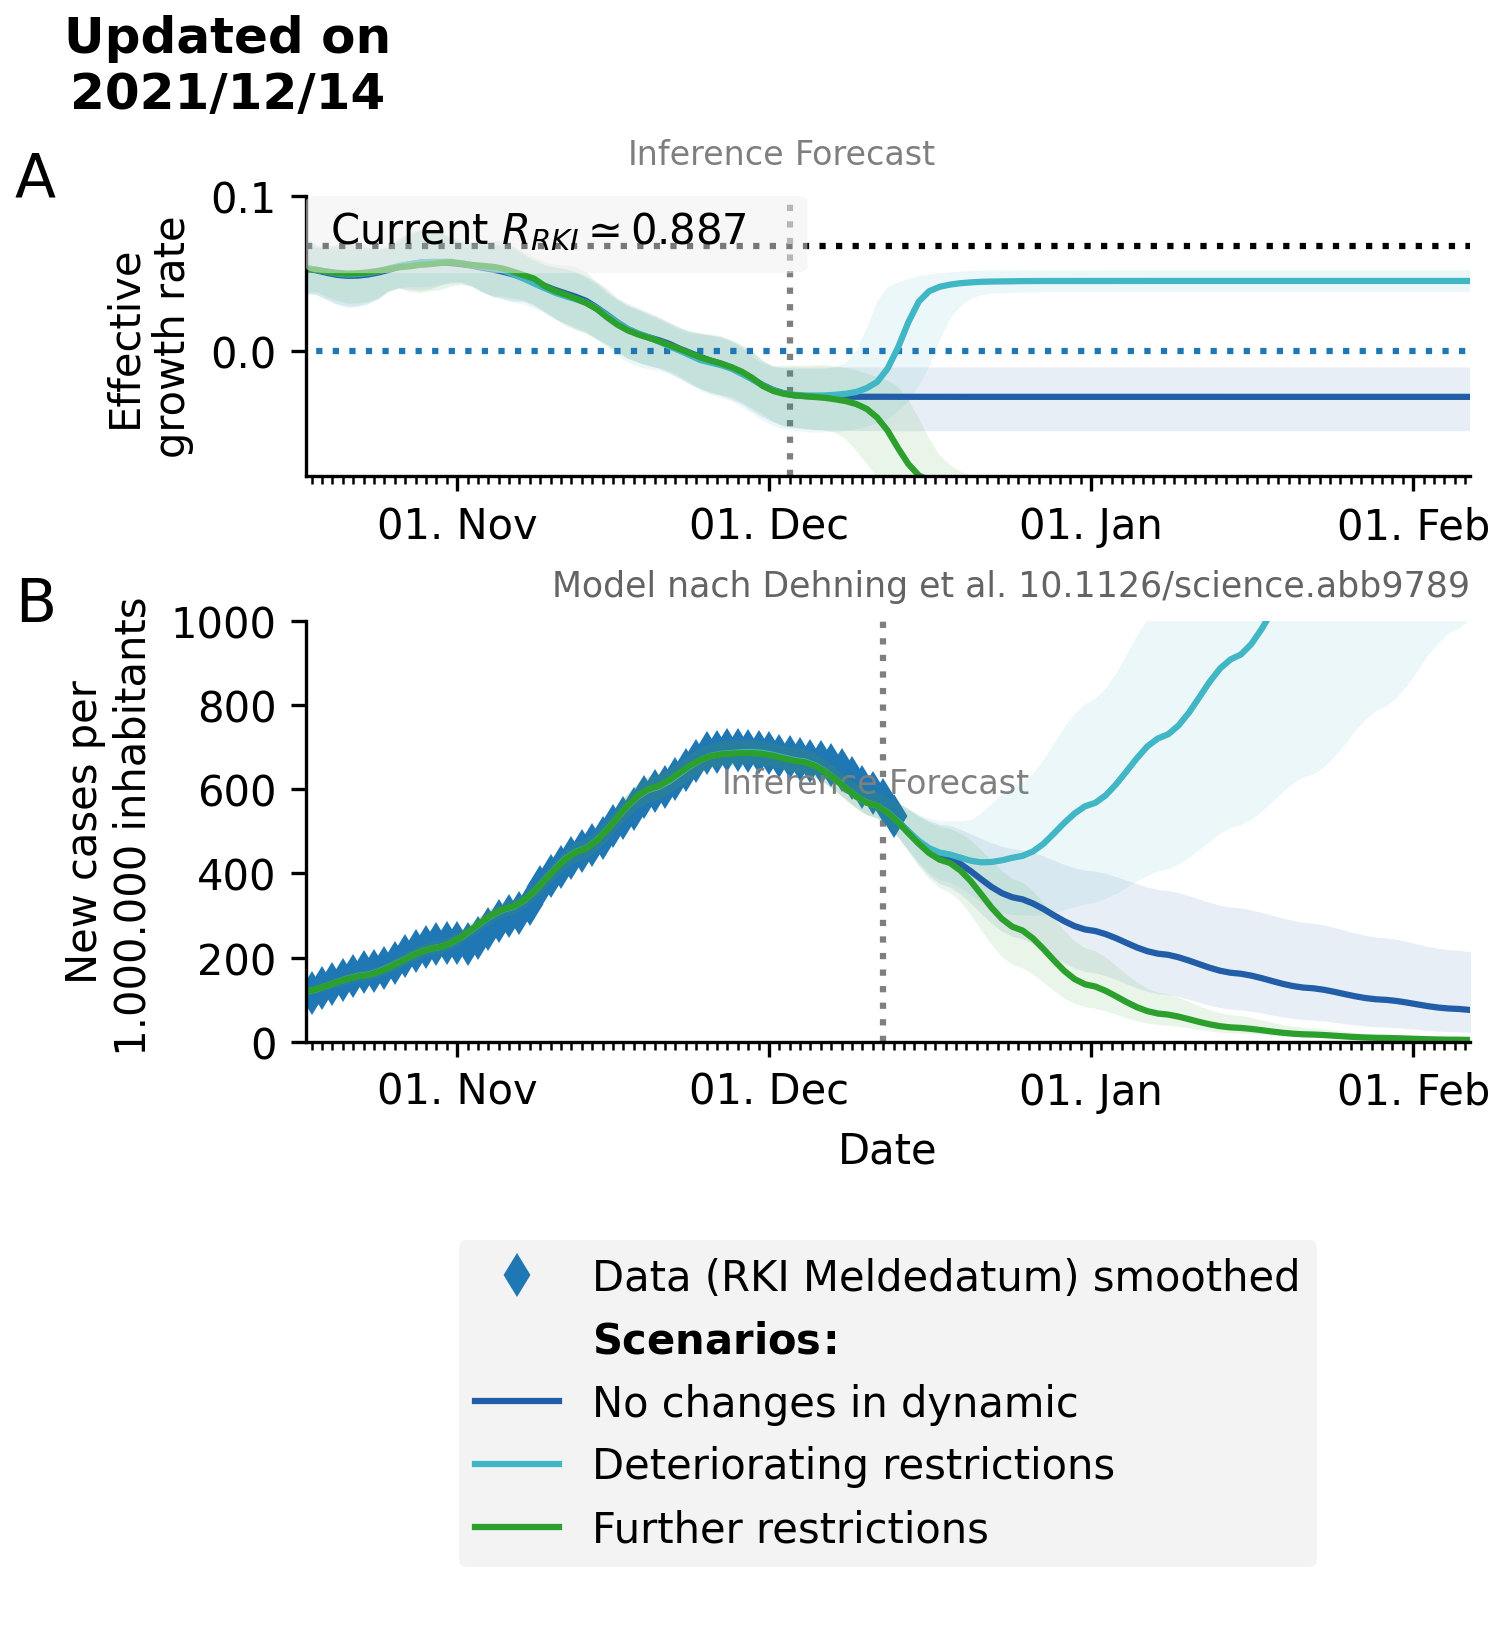 Updated on
2021/12/14
Inference Forecast
A
Effective
growth rate
0.1
0.0
Current R_RKI ≃ 0.887
01. Nov
01. Dec
01. Jan
01. Feb
Model nach Dehning et al. 10.1126/science.abb9789
B
New cases per
1.000.000 inhabitants
1000
800
600
400
200
0
Inference Forecast
01. Nov
01. Dec
01. Jan
01. Feb
Date
Data (RKI Meldedatum) smoothed
Scenarios:
No changes in dynamic
Deteriorating restrictions
Further restrictions